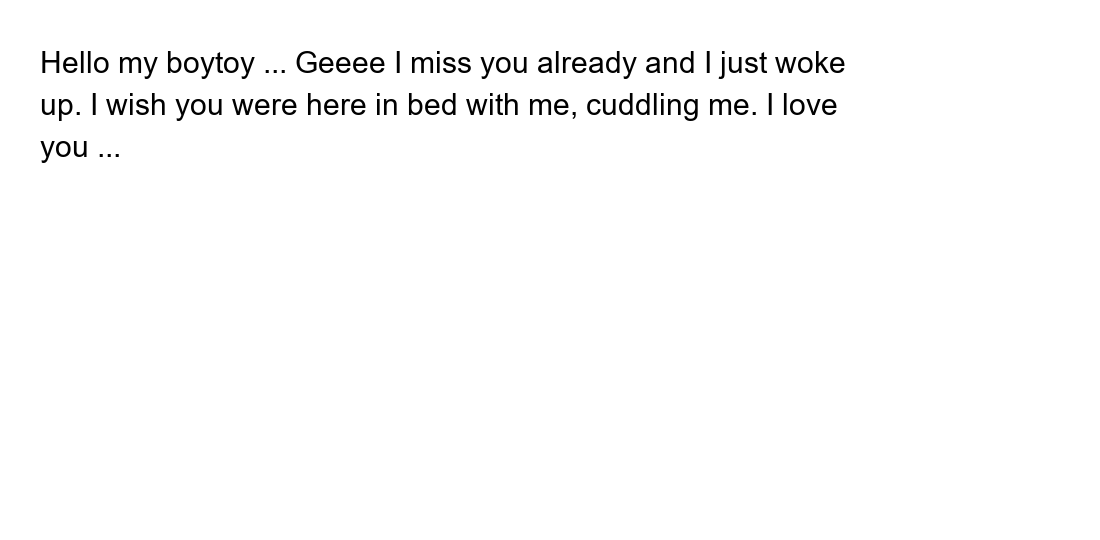 Hello my boytoy ... Geeee I miss you already and I just woke
up. I wish you were here in bed with me, cuddling me. I love
you ...